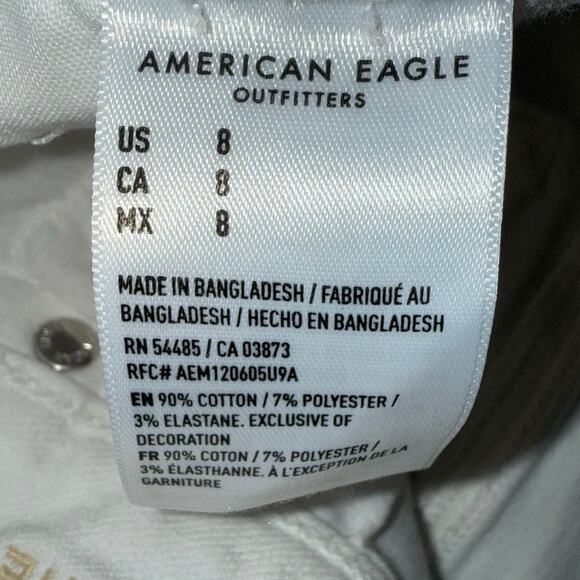 AMERICAN EAGLE
OUTFITTERS
US 8
CA 8
MX 8
MADE IN BANGLADESH / FABRIQUÉ AU
BANGLADESH / HECHO EN BANGLADESH
RN 54485 / CA 03873
RFC# AEM120605U9A
EN 90% COTTON / 7% POLYESTER /
3% ELASTANE. EXCLUSIVE OF
DECORATION
FR 90% COTON / 7% POLYESTER /
3% ÉLASTHANNE. À L'EXCEPTION DE LA
GARNITURE